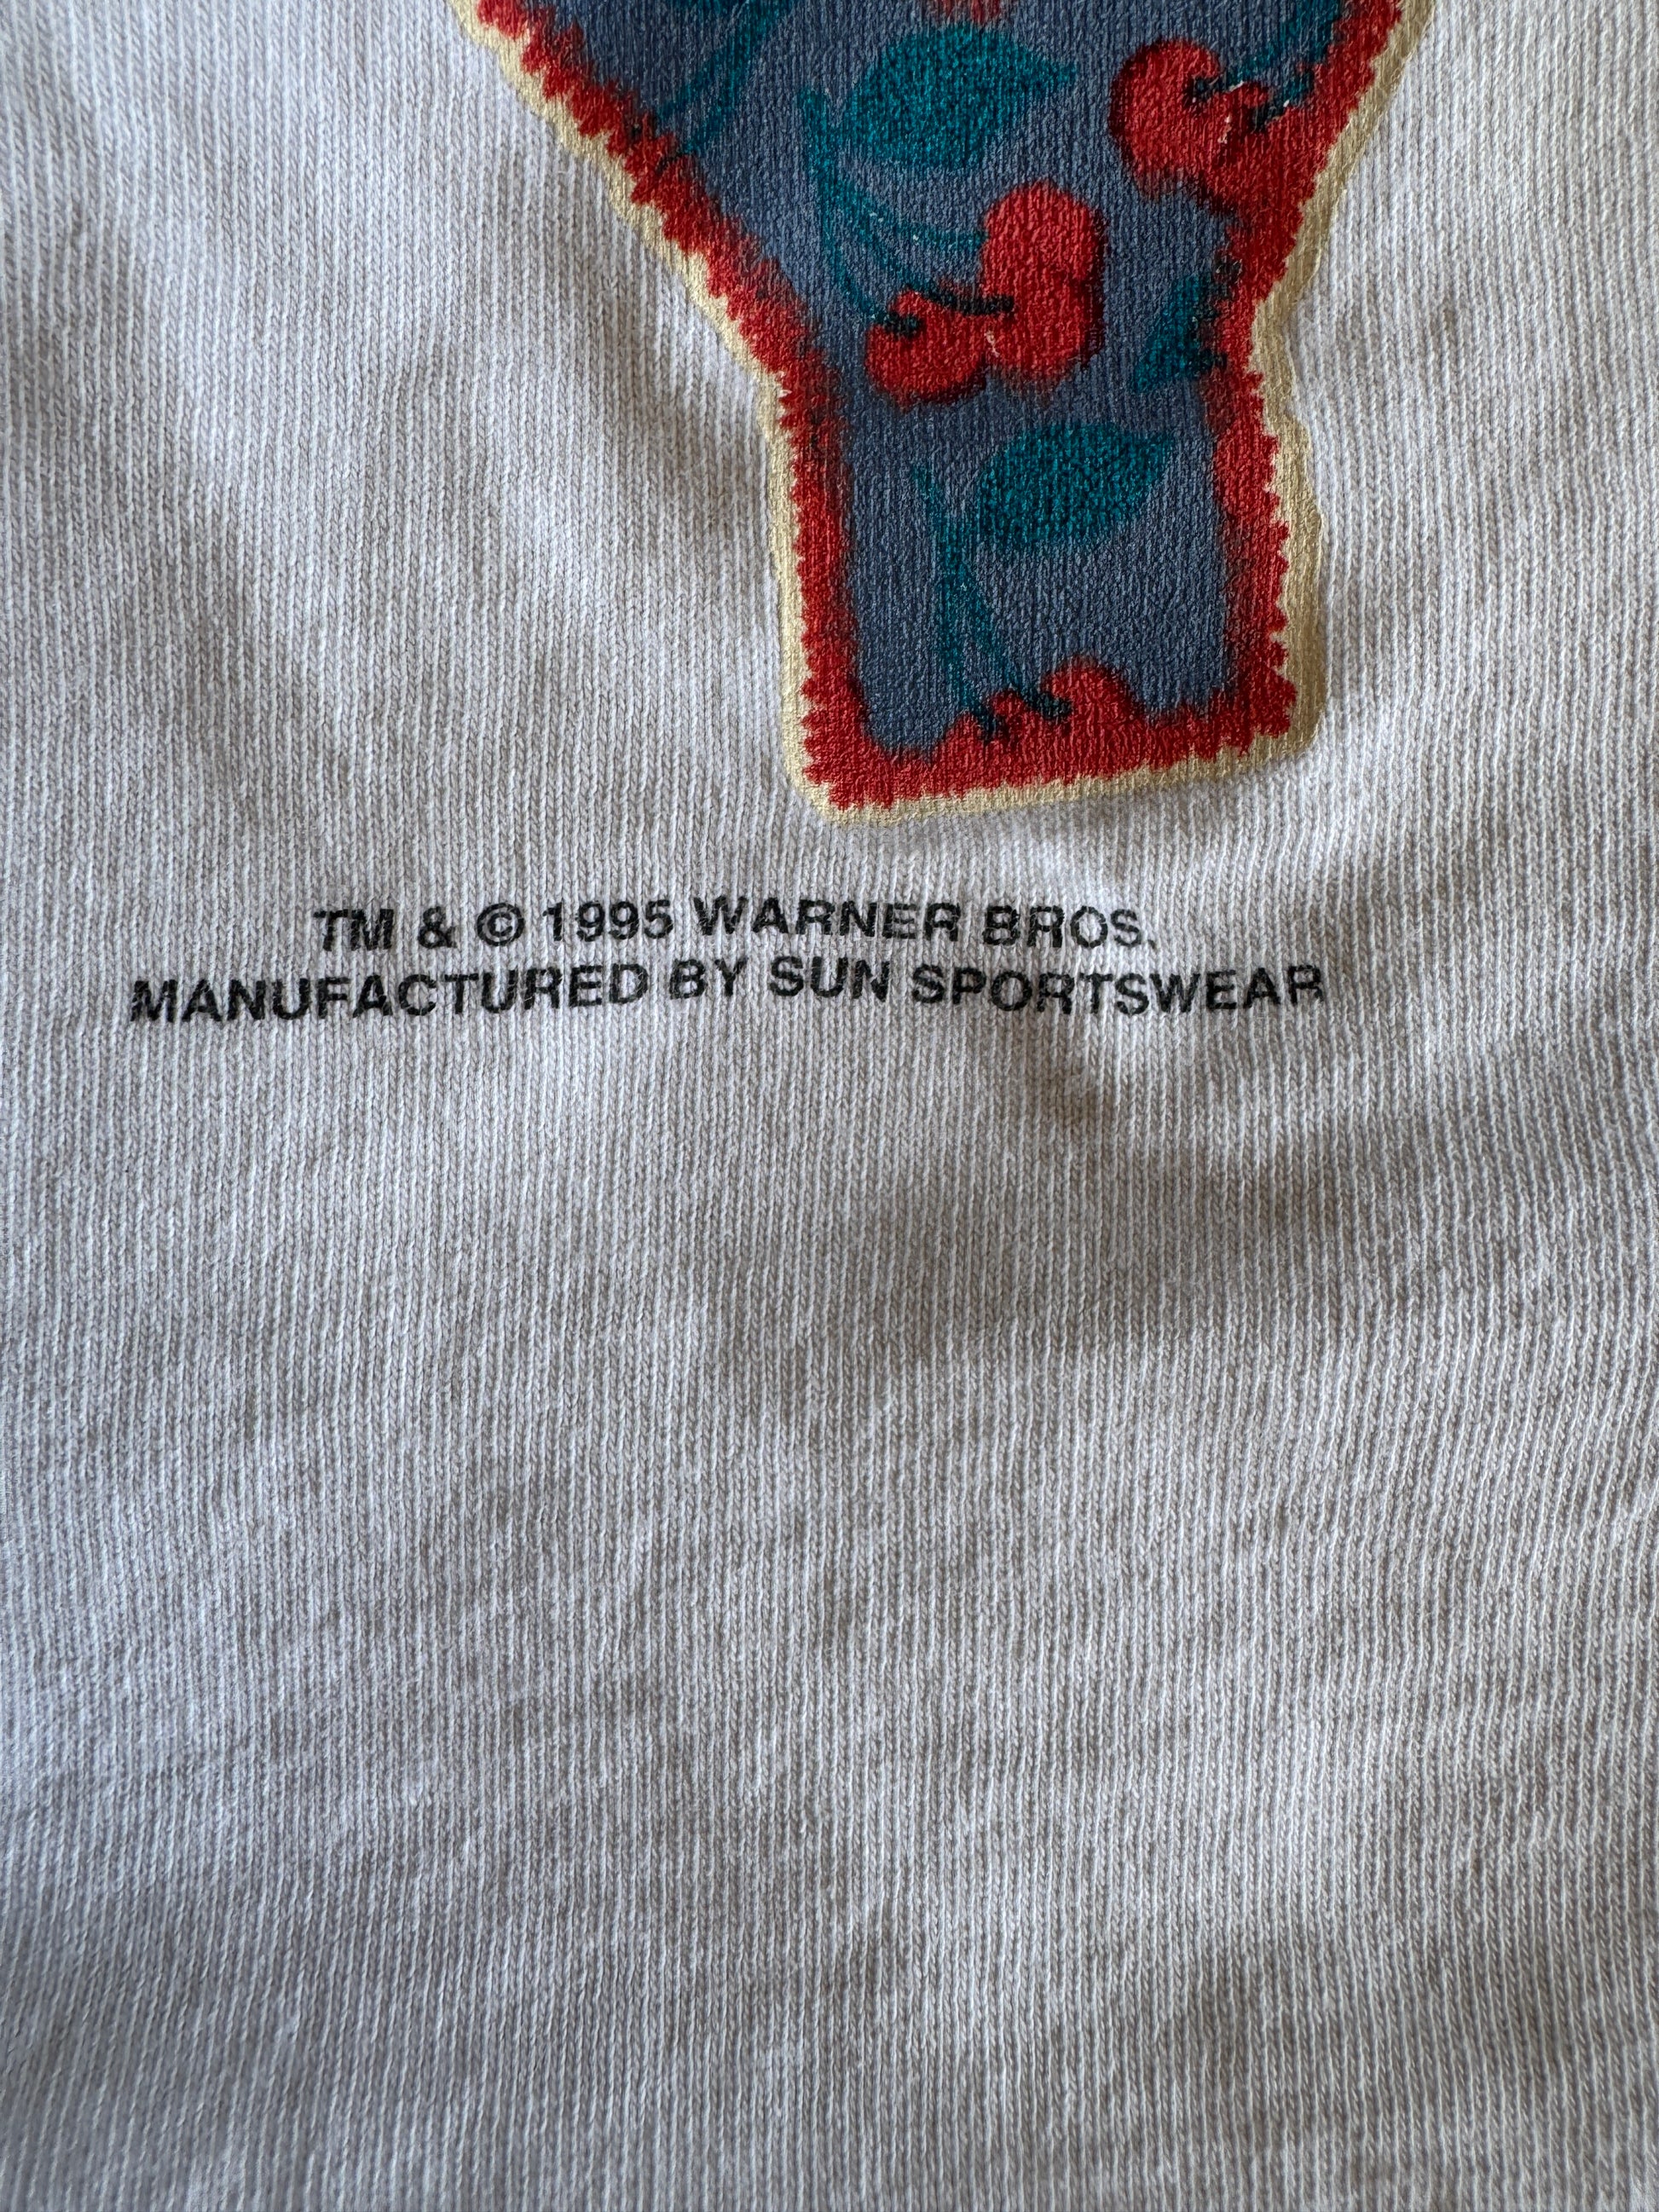 TM & © 1995 WARNER BROS.
MANUFACTURED BY SUN SPORTSWEAR